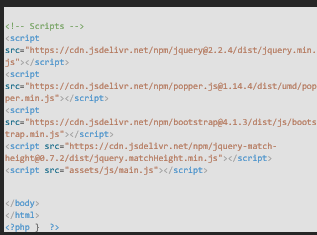 <!-- Scripts -->
<script
src="https://cdn.jsdelivr.net/npm/jquery@2.2.4/dist/jquery.min.
js"></script>
<script
src="https://cdn.jsdelivr.net/npm/popper.js@1.14.4/dist/umd/pop
per.min.js"></script>
<script
src="https://cdn.jsdelivr.net/npm/bootstrap@4.1.3/dist/js/boots
trap.min.js"></script>
<script src="https://cdn.jsdelivr.net/npm/jquery-match-
height@0.7.2/dist/jquery.matchHeight.min.js"></script>
<script src="assets/js/main.js"></script>
</body>
</html>
<?php } ?>